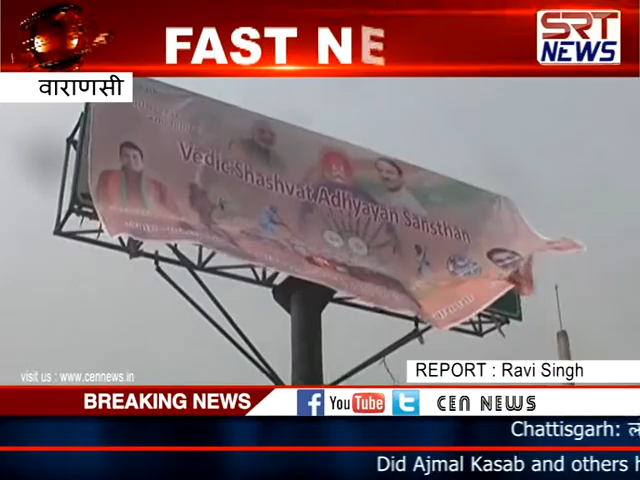 FAST NE
SRT
NEWS
वाराणसी
Vedic Shashvat Adhyayan Sansthan
REPORT : Ravi Singh
visit us : www.cennews.in
BREAKING NEWS
f YouTube CEN NEWS
Chattisgarh:
Did Ajmal Kasab and others h